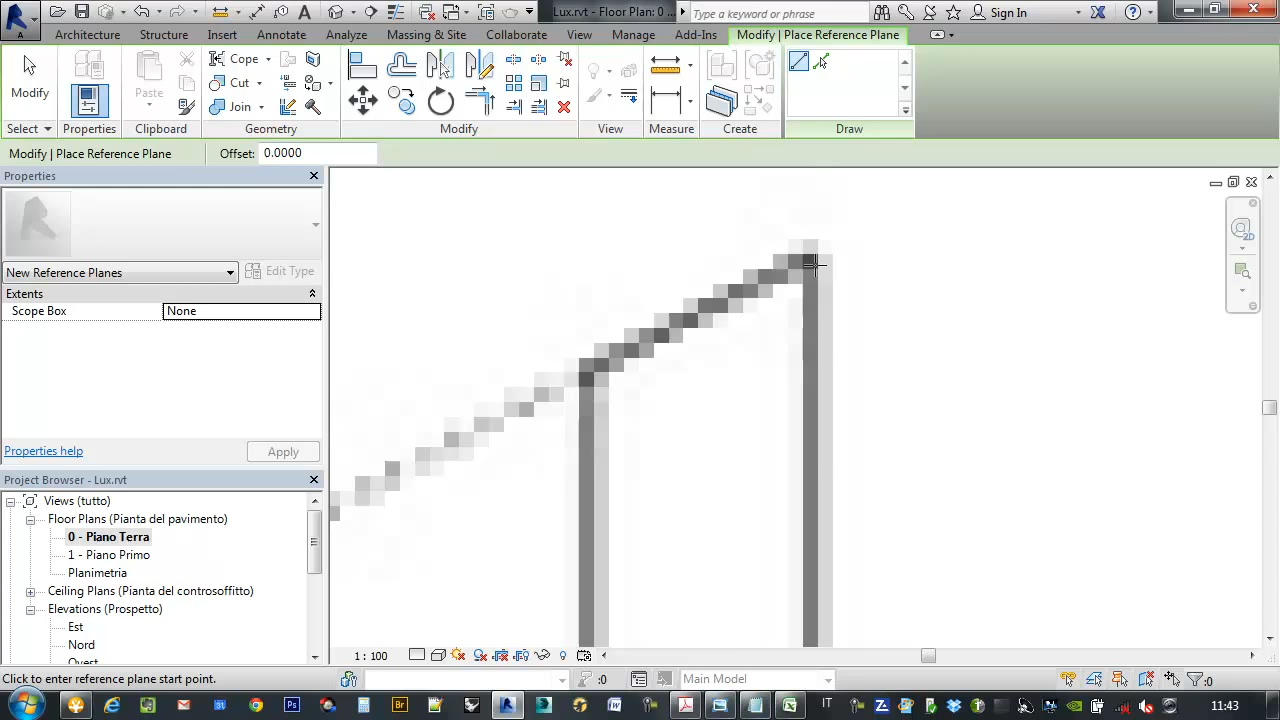 Lux.rvt - Floor Plan: 0 ...
Type a keyword or phrase
Sign In
Architecture Structure Insert Annotate Analyze Massing & Site Collaborate View Manage Add-Ins Modify | Place Reference Plane
Modify
Paste
Cope
Cut
Join
Select Properties Clipboard Geometry Modify View Measure Create Draw
Modify | Place Reference Plane Offset: 0.0000
Properties
New Reference Planes
Edit Type
Extents
Scope Box None
Properties help
Apply
Project Browser - Lux.rvt
Views (tutto)
Floor Plans (Pianta del pavimento)
0 - Piano Terra
1 - Piano Primo
Planimetria
Ceiling Plans (Pianta del controsoffitto)
Elevations (Prospetto)
Est
Nord
Ovest
2D
1 : 100
Click to enter reference plane start point.
:0
Main Model
:0
IT
11:43